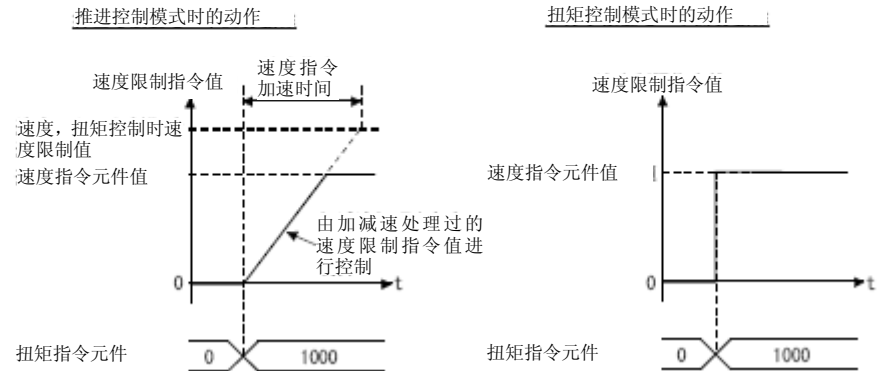 推进控制模式时的动作
速度限制指令值
速度指令
加速时间
速度，扭矩控制时速
度限制值
速度指令元件值
由加减速处理过的
速度限制指令值进
行控制
0
t
扭矩指令元件
0
1000
扭矩控制模式时的动作
速度限制指令值
速度指令元件值
0
t
扭矩指令元件
0
1000